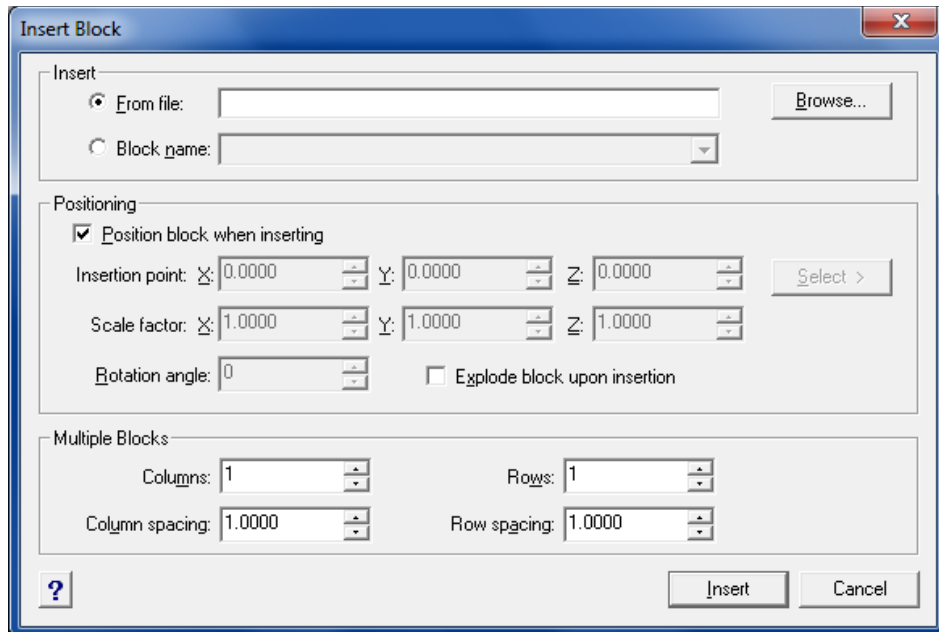 Insert Block
Insert
From file:
Browse...
Block name:
Positioning
Position block when inserting
Insertion point: X: 0.0000 Y: 0.0000 Z: 0.0000 Select >
Scale factor: X: 1.0000 Y: 1.0000 Z: 1.0000
Rotation angle: 0 Explode block upon insertion
Multiple Blocks
Columns: 1 Rows: 1
Column spacing: 1.0000 Row spacing: 1.0000
? Insert Cancel